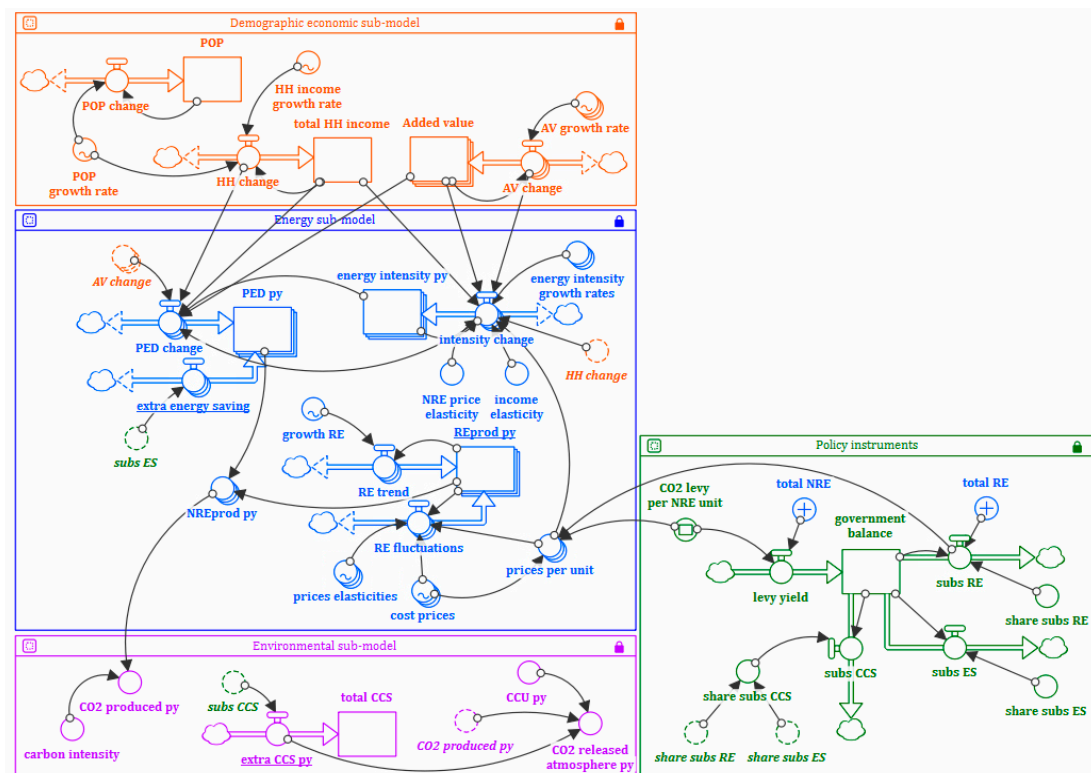 Demographic economic sub-model
POP
POP change
POP
growth rate
HH income
growth rate
total HH income
HH change
Added value
AV growth rate
AV change
Energy sub-model
AV change
PED py
PED change
extra energy saving
subs ES
energy intensity py
energy intensity
growth rates
intensity change
HH change
NRE price
elasticity
income
elasticity
growth RE
REprod py
RE trend
NREprod py
RE fluctuations
prices per unit
prices elasticities
cost prices
Policy instruments
CO2 levy
per NRE unit
total NRE
total RE
government
balance
levy yield
subs RE
share subs RE
subs CCS
subs ES
share subs CCS
share subs ES
share subs RE
share subs ES
Environmental sub-model
CO2 produced py
carbon intensity
subs CCS
total CCS
extra CCS py
CCU py
CO2 produced py
CO2 released
atmosphere py